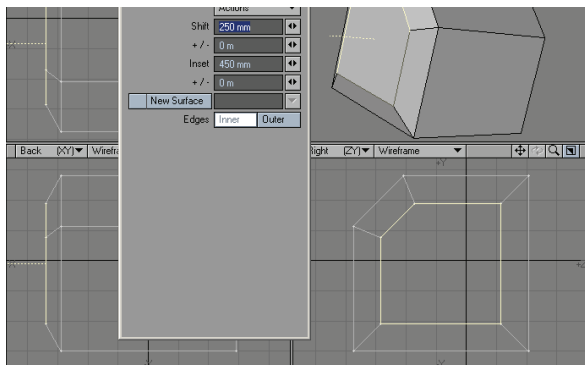 Actions
Shift 250 mm
+ / - 0 m
Inset 450 mm
+ / - 0 m
New Surface
Edges Inner Outer
Back (XY) Wirefra
Right (ZY) Wireframe
+Y